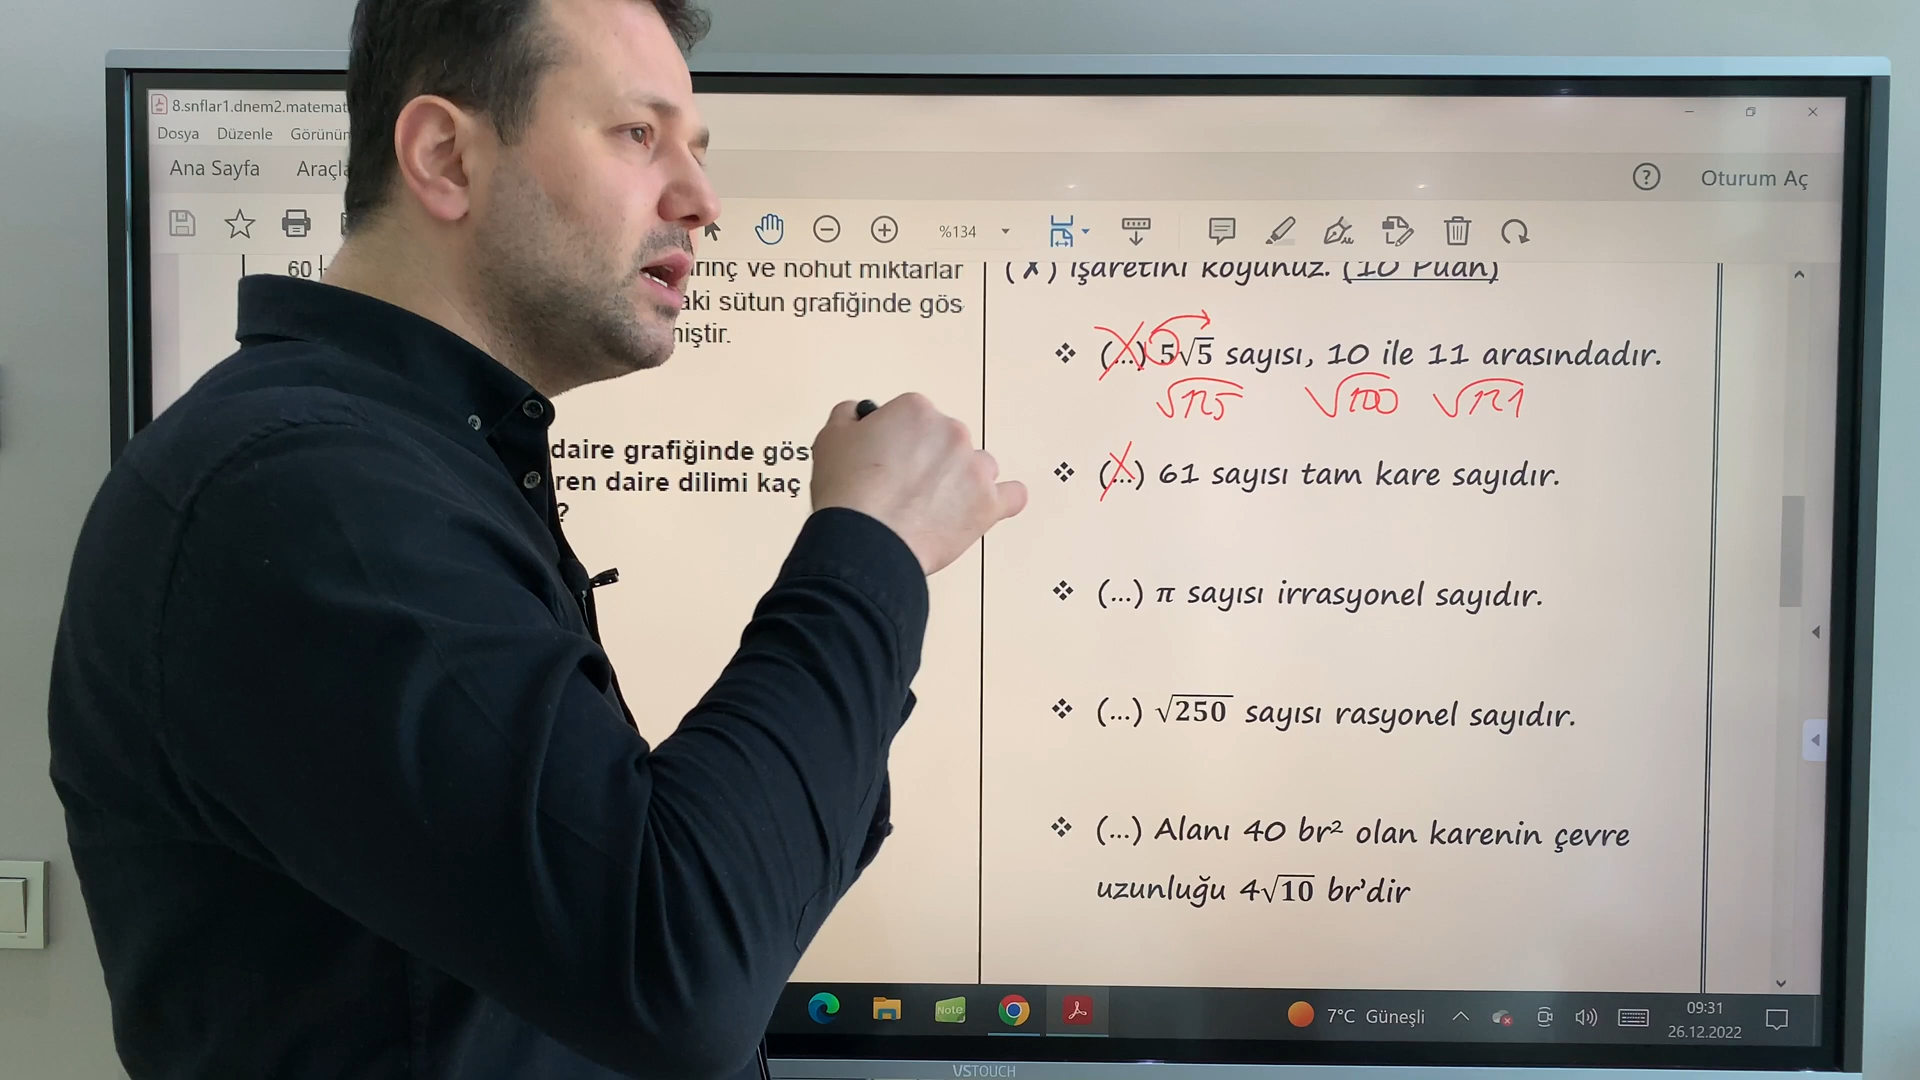 8.snflar1.dnem2.matemat
Dosya Düzenle Görünür
Ana Sayfa Araçla
Oturum Aç
%134
60
rinç ve nohut miktarlar
aki sütun grafiğinde gös
niştir.
daire grafiğinde gös
ren daire dilimi kaç
?
(X) işaretini koyunuz. (10 Puan)
(...) 5√5 sayısı, 10 ile 11 arasındadır.
√125 √100 √121
(...) 61 sayısı tam kare sayıdır.
(...) π sayısı irrasyonel sayıdır.
(...) √250 sayısı rasyonel sayıdır.
(...) Alanı 40 br² olan karenin çevre
uzunluğu 4√10 br'dir
Note
7°C Güneşli
09:31
26.12.2022
VSTOUCH